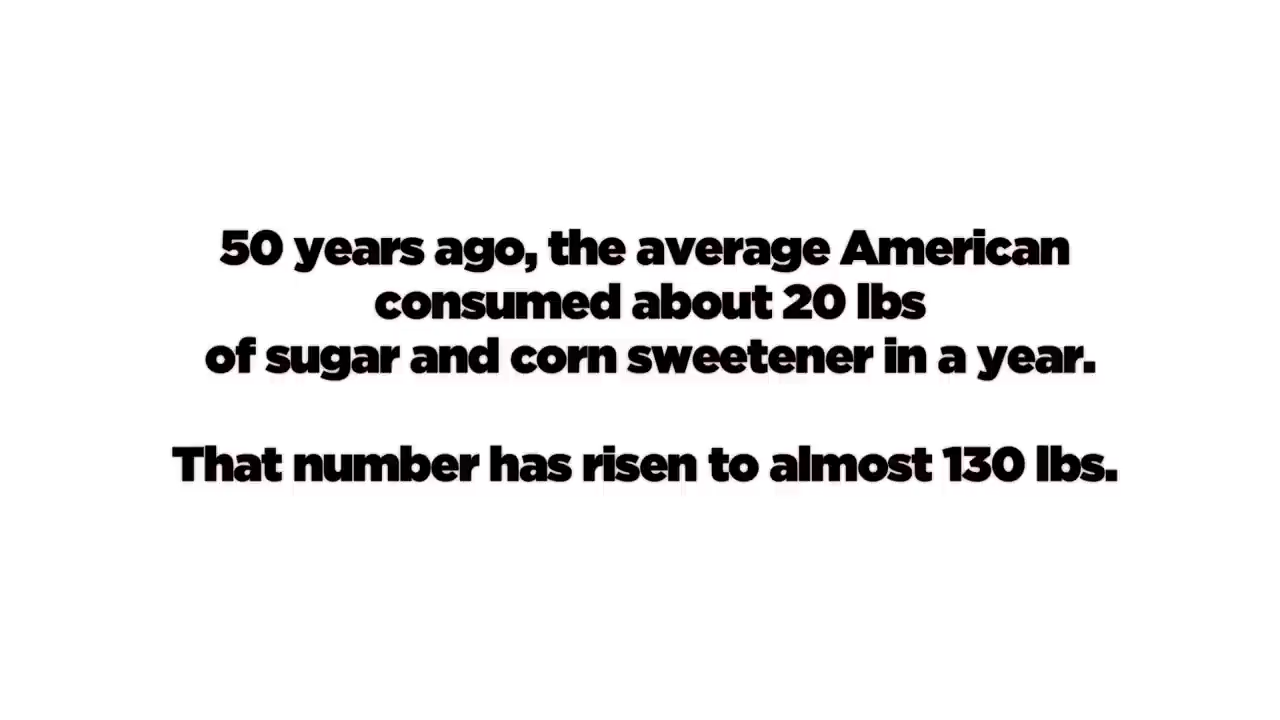 50 years ago, the average American
consumed about 20 lbs
of sugar and corn sweetener in a year.
That number has risen to almost 130 lbs.